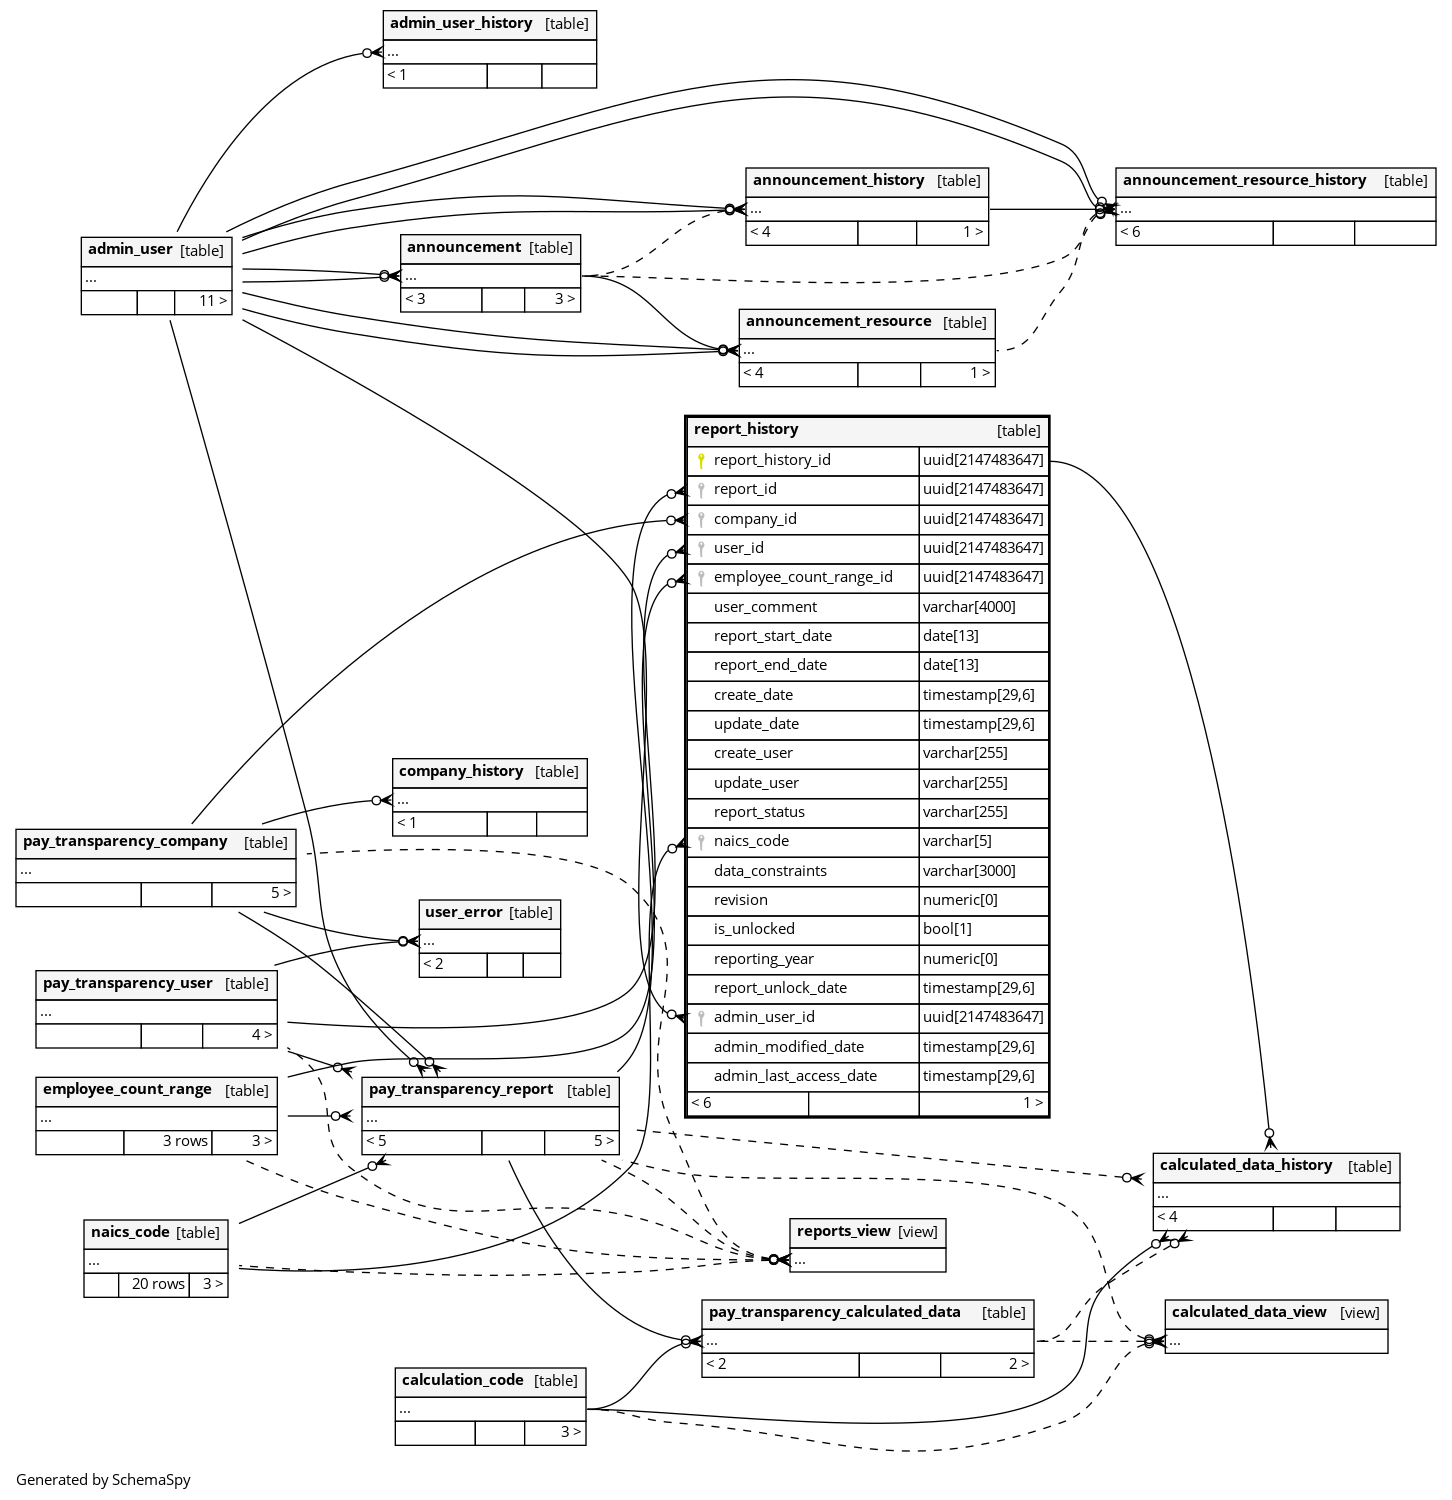 admin_user_history [table]
...
< 1
announcement_history [table]
...
< 4 1 >
announcement_resource_history [table]
...
< 6
admin_user [table]
...
11 >
announcement [table]
...
< 3 3 >
announcement_resource [table]
...
< 4 1 >
report_history [table]
report_history_id uuid[2147483647]
report_id uuid[2147483647]
company_id uuid[2147483647]
user_id uuid[2147483647]
employee_count_range_id uuid[2147483647]
user_comment varchar[4000]
report_start_date date[13]
report_end_date date[13]
create_date timestamp[29,6]
update_date timestamp[29,6]
create_user varchar[255]
update_user varchar[255]
report_status varchar[255]
naics_code varchar[5]
data_constraints varchar[3000]
revision numeric[0]
is_unlocked bool[1]
reporting_year numeric[0]
report_unlock_date timestamp[29,6]
admin_user_id uuid[2147483647]
admin_modified_date timestamp[29,6]
admin_last_access_date timestamp[29,6]
< 6 1 >
company_history [table]
...
< 1
pay_transparency_company [table]
...
5 >
user_error [table]
...
< 2
pay_transparency_user [table]
...
4 >
employee_count_range [table]
...
3 rows 3 >
pay_transparency_report [table]
...
< 5 5 >
calculated_data_history [table]
...
< 4
naics_code [table]
...
20 rows 3 >
reports_view [view]
...
pay_transparency_calculated_data [table]
...
< 2 2 >
calculated_data_view [view]
...
calculation_code [table]
...
3 >
Generated by SchemaSpy